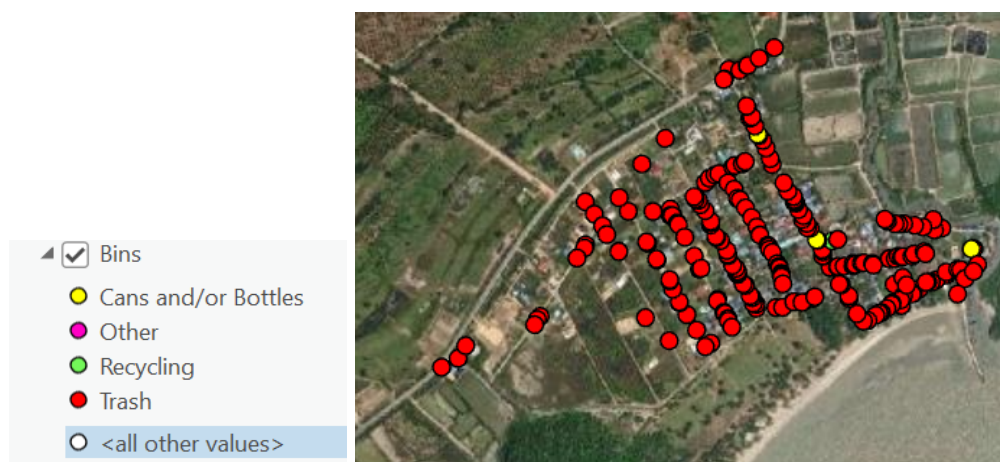 Bins
Cans and/or Bottles
Other
Recycling
Trash
<all other values>